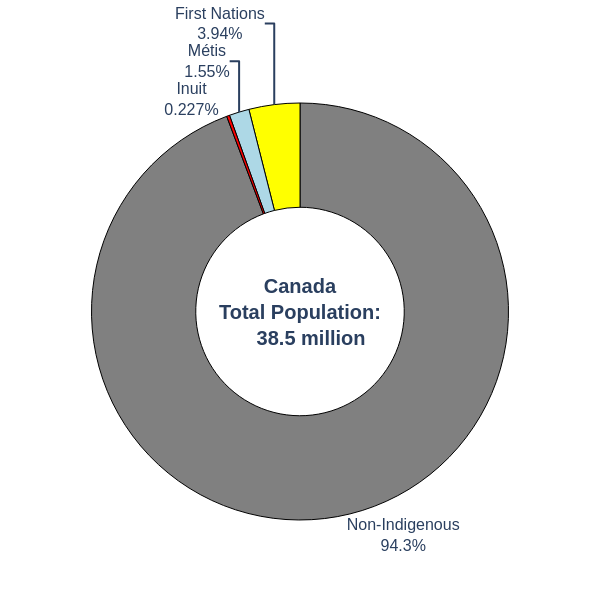 First Nations
3.94%
Métis
1.55%
Inuit
0.227%
Canada
Total Population:
38.5 million
Non-Indigenous
94.3%